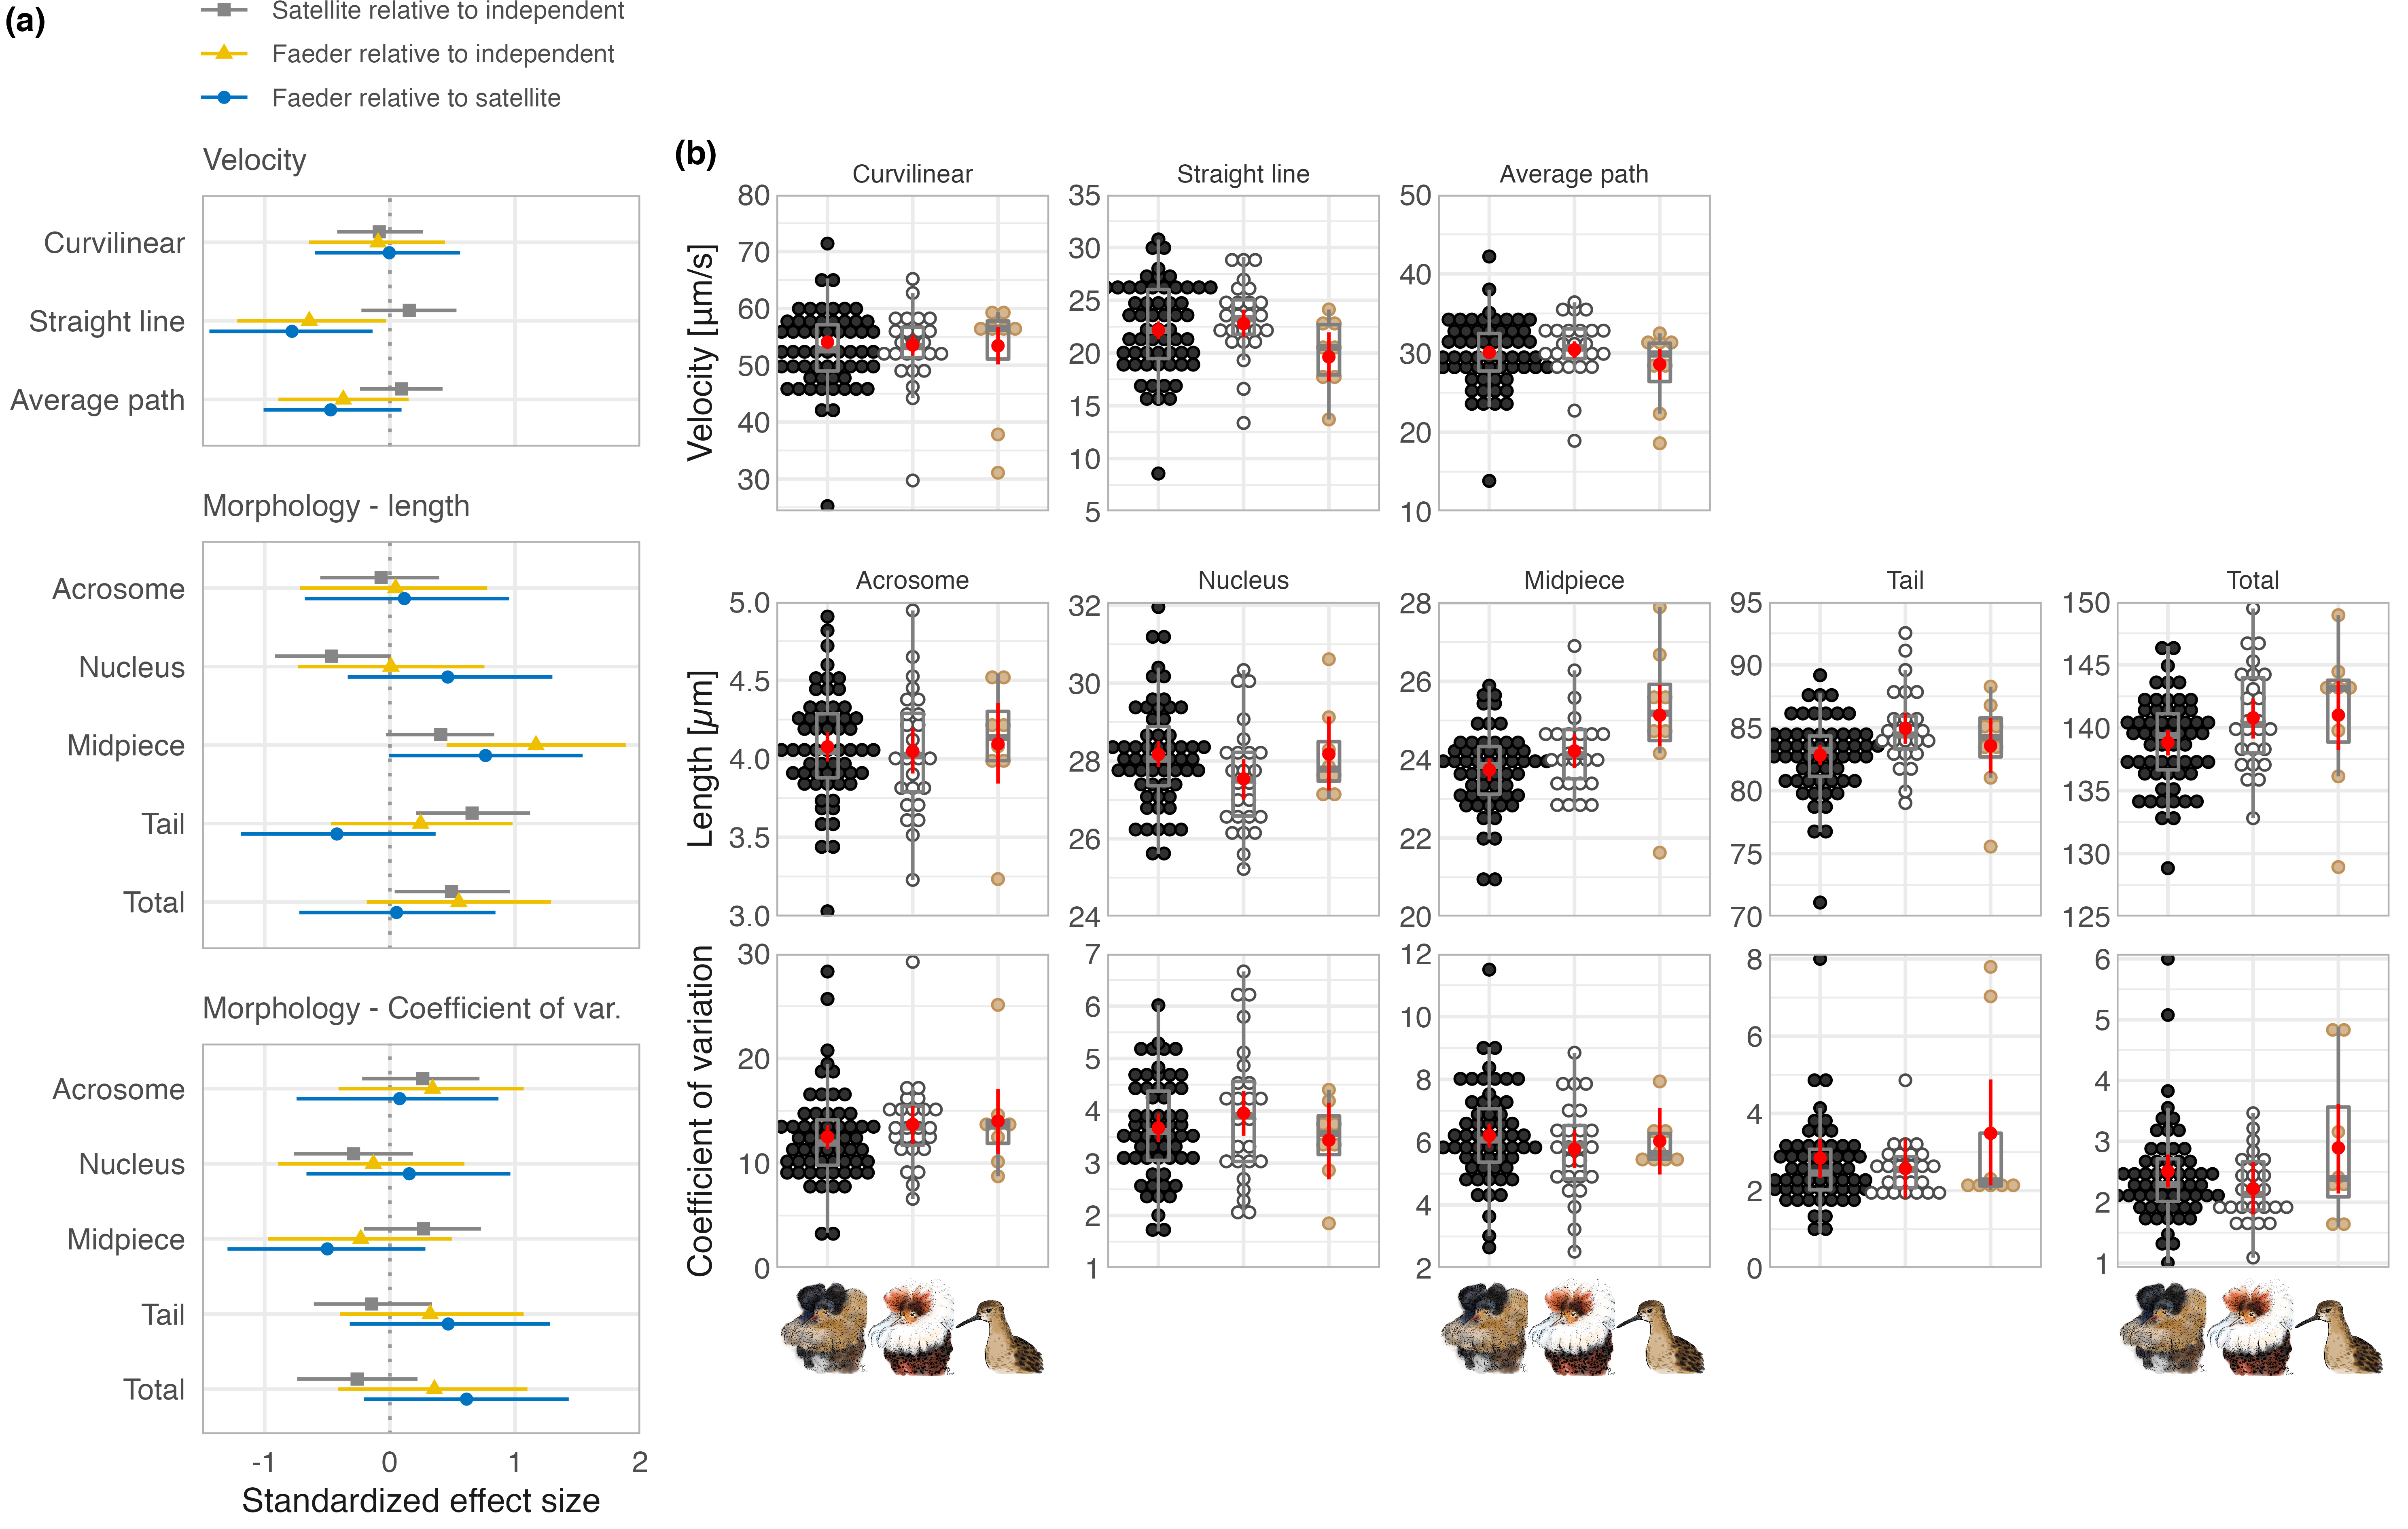 (a)
Satellite relative to independent
Faeder relative to independent
Faeder relative to satellite
Velocity
Curvilinear
Straight line
Average path
Morphology - length
Acrosome
Nucleus
Midpiece
Tail
Total
Morphology - Coefficient of var.
Acrosome
Nucleus
Midpiece
Tail
Total
-1 0 1 2
Standardized effect size
(b)
Curvilinear Straight line Average path
Velocity [µm/s]
80 70 60 50 40 30
35 30 25 20 15 10 5
50 40 30 20 10
Acrosome Nucleus Midpiece Tail Total
Length [µm]
5.0 4.5 4.0 3.5 3.0
32 30 28 26 24
28 26 24 22 20
95 90 85 80 75 70
150 145 140 135 130 125
Coefficient of variation
30 20 10 0
7 6 5 4 3 2 1
12 10 8 6 4 2
8 6 4 2 0
6 5 4 3 2 1